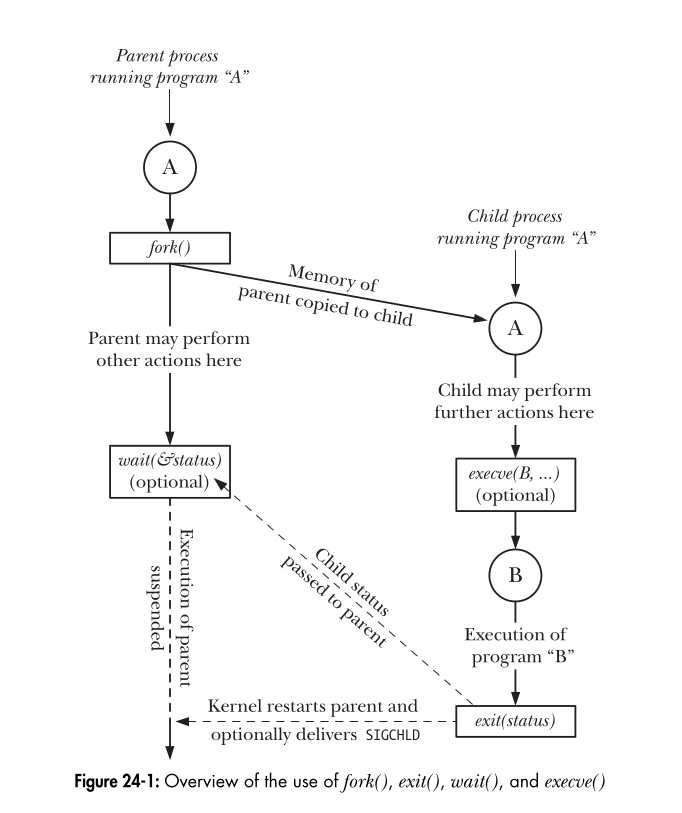 Parent process
running program “A”
A
fork()
Child process
running program “A”
Memory of
parent copied to child
A
Parent may perform
other actions here
Child may perform
further actions here
wait(&status)
(optional)
execve(B, ...)
(optional)
B
Execution of parent
suspended
Child status
passed to parent
Execution of
program “B”
Kernel restarts parent and
optionally delivers SIGCHLD
exit(status)
Figure 24-1: Overview of the use of fork(), exit(), wait(), and execve()